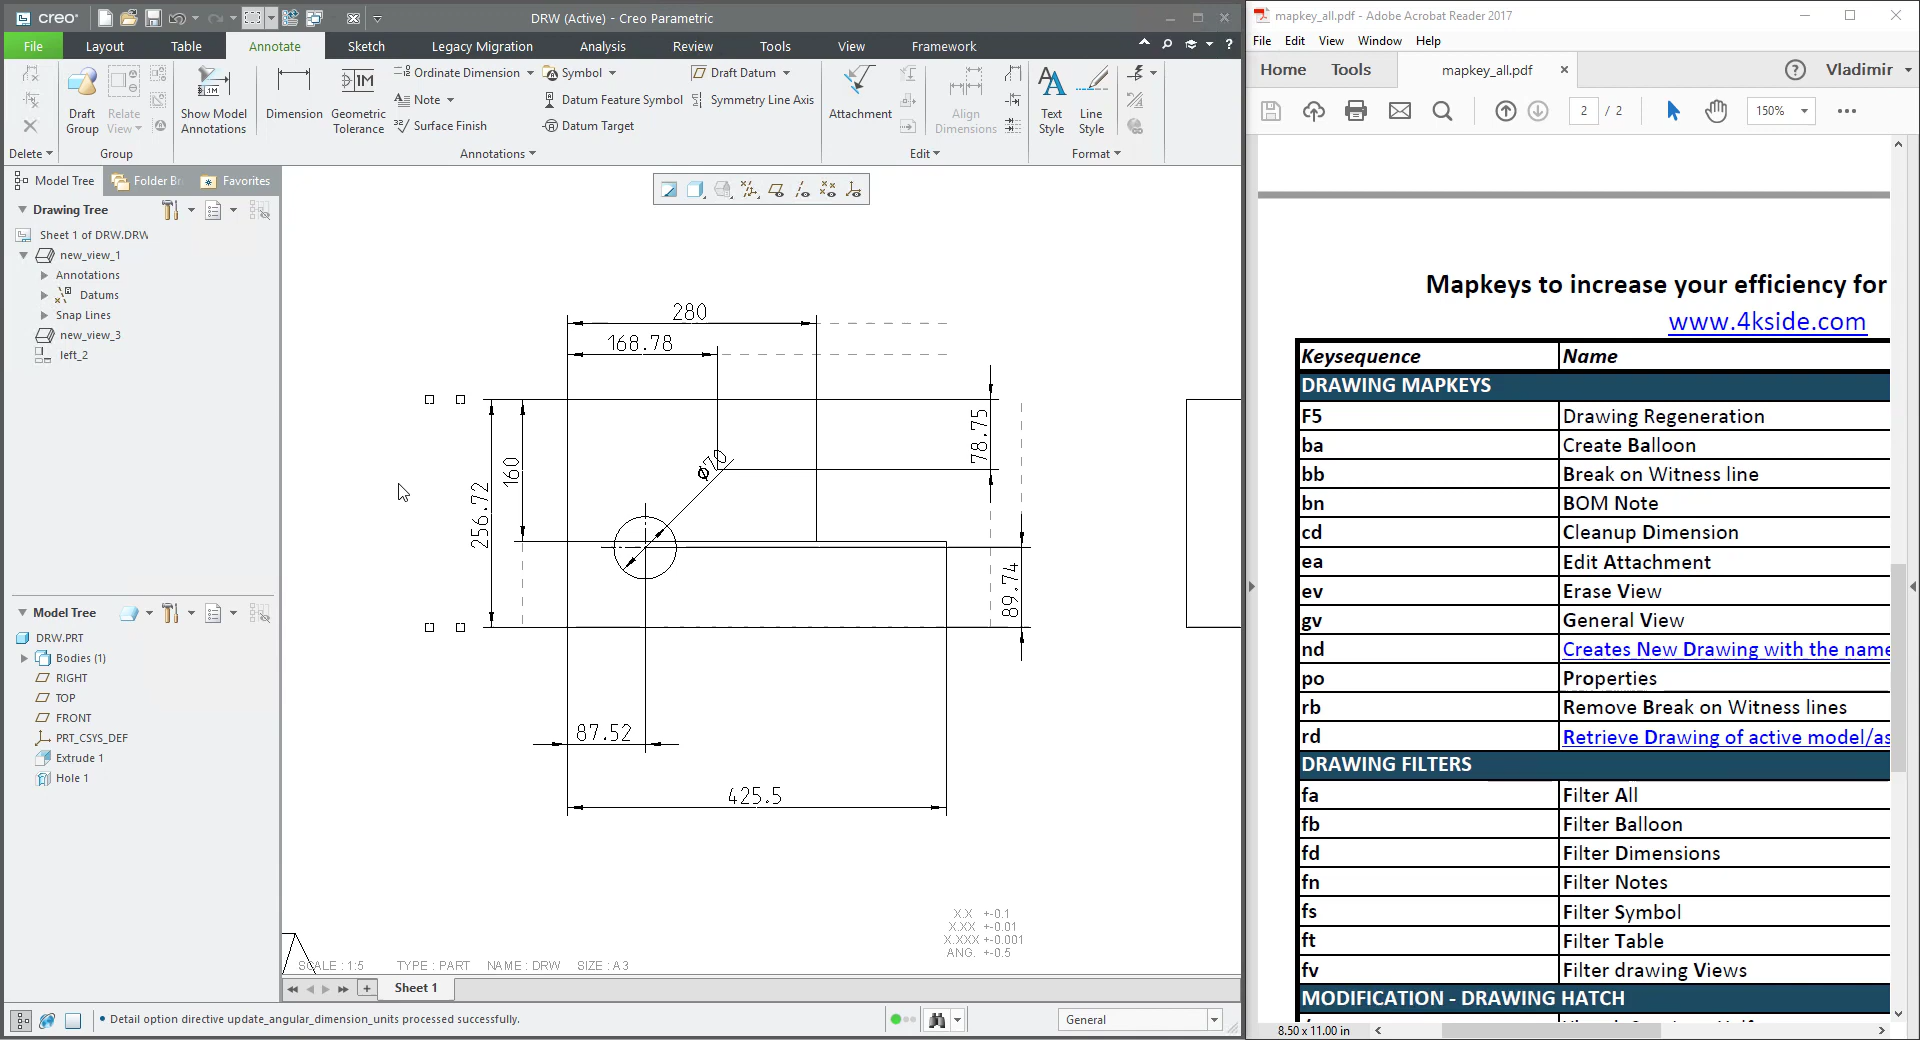 creo
DRW (Active) - Creo Parametric
File
Layout
Table
Annotate
Sketch
Legacy Migration
Analysis
Review
Tools
View
Framework
Draft Group
Relate View
Show Model Annotations
Dimension
Geometric Tolerance
Ordinate Dimension
Note
Surface Finish
Symbol
Datum Feature Symbol
Datum Target
Draft Datum
Symmetry Line Axis
Attachment
Align Dimensions
Text Style
Line Style
Delete
Group
Annotations
Edit
Format
Model Tree
Folder Br
Favorites
Drawing Tree
Sheet 1 of DRW.DRW
new_view_1
Annotations
Datums
Snap Lines
new_view_3
left_2
Model Tree
DRW.PRT
Bodies (1)
RIGHT
TOP
FRONT
PRT_CSYS_DEF
Extrude 1
Hole 1
280
168.78
78.75
160
256.72
ø70
89.74
87.52
425.5
X.X +-0.1
X.XX +-0.01
X.XXX +-0.001
ANG. +-0.5
SCALE : 1:5 TYPE : PART NAME : DRW SIZE : A3
Sheet 1
• Detail option directive update_angular_dimension_units processed successfully.
General
mapkey_all.pdf - Adobe Acrobat Reader 2017
File Edit View Window Help
Home Tools
mapkey_all.pdf
Vladimir
2 / 2
150%
Mapkeys to increase your efficiency for
www.4kside.com
Keysequence Name
DRAWING MAPKEYS
F5 Drawing Regeneration
ba Create Balloon
bb Break on Witness line
bn BOM Note
cd Cleanup Dimension
ea Edit Attachment
ev Erase View
gv General View
nd Creates New Drawing with the name
po Properties
rb Remove Break on Witness lines
rd Retrieve Drawing of active model/as
DRAWING FILTERS
fa Filter All
fb Filter Balloon
fd Filter Dimensions
fn Filter Notes
fs Filter Symbol
ft Filter Table
fv Filter drawing Views
MODIFICATION - DRAWING HATCH
8.50 x 11.00 in